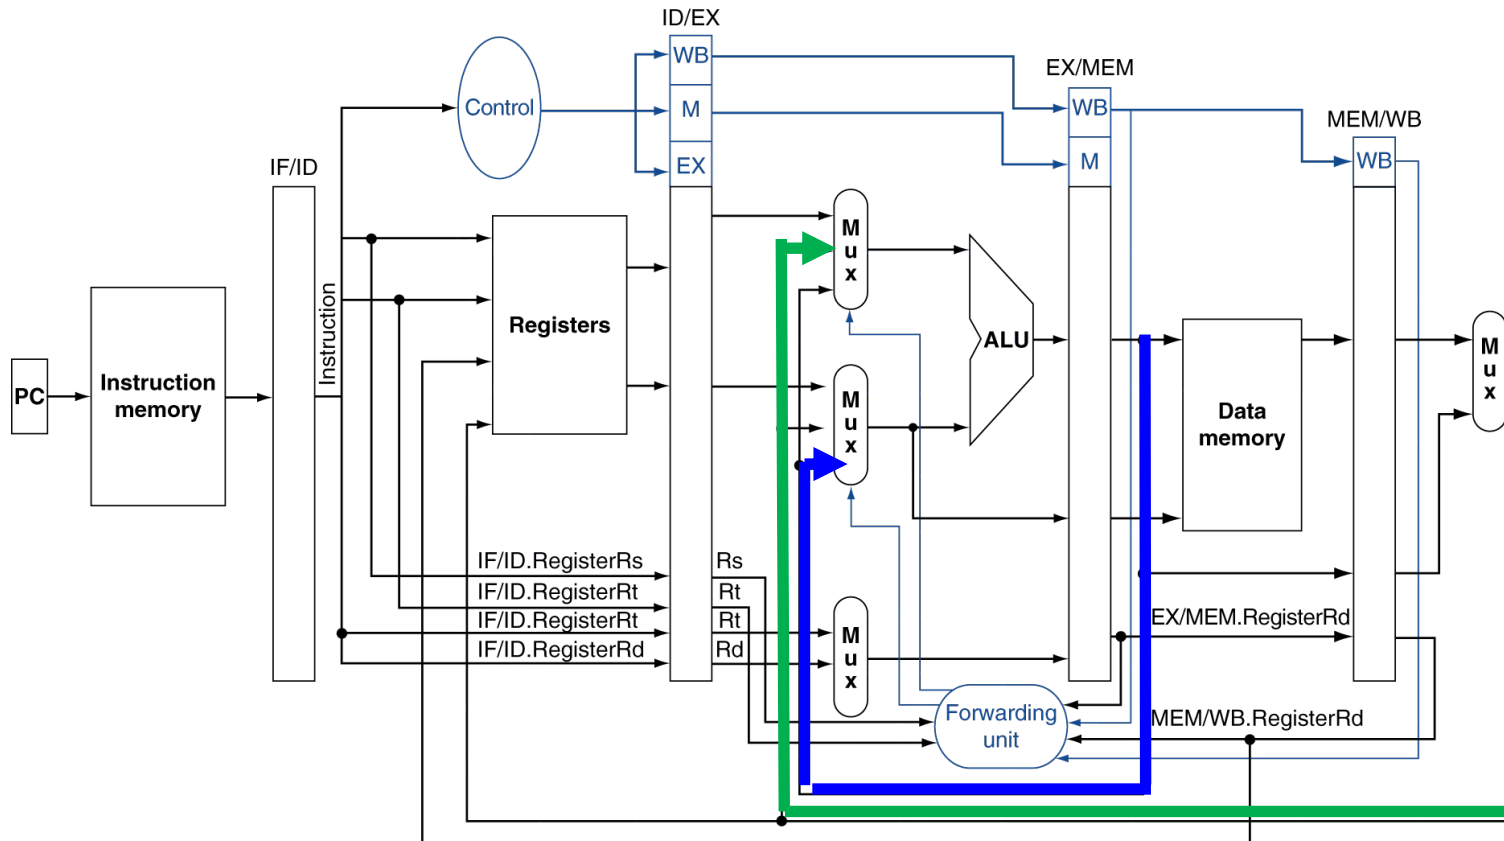 ID/EX
WB
EX/MEM
Control
M
WB
MEM/WB
IF/ID
EX
M
WB
M
u
x
Instruction
Registers
ALU
M
u
x
PC
Instruction
memory
M
u
x
Data
memory
IF/ID.RegisterRs
Rs
IF/ID.RegisterRt
Rt
IF/ID.RegisterRt
Rt
IF/ID.RegisterRd
Rd
M
u
x
EX/MEM.RegisterRd
Forwarding
unit
MEM/WB.RegisterRd